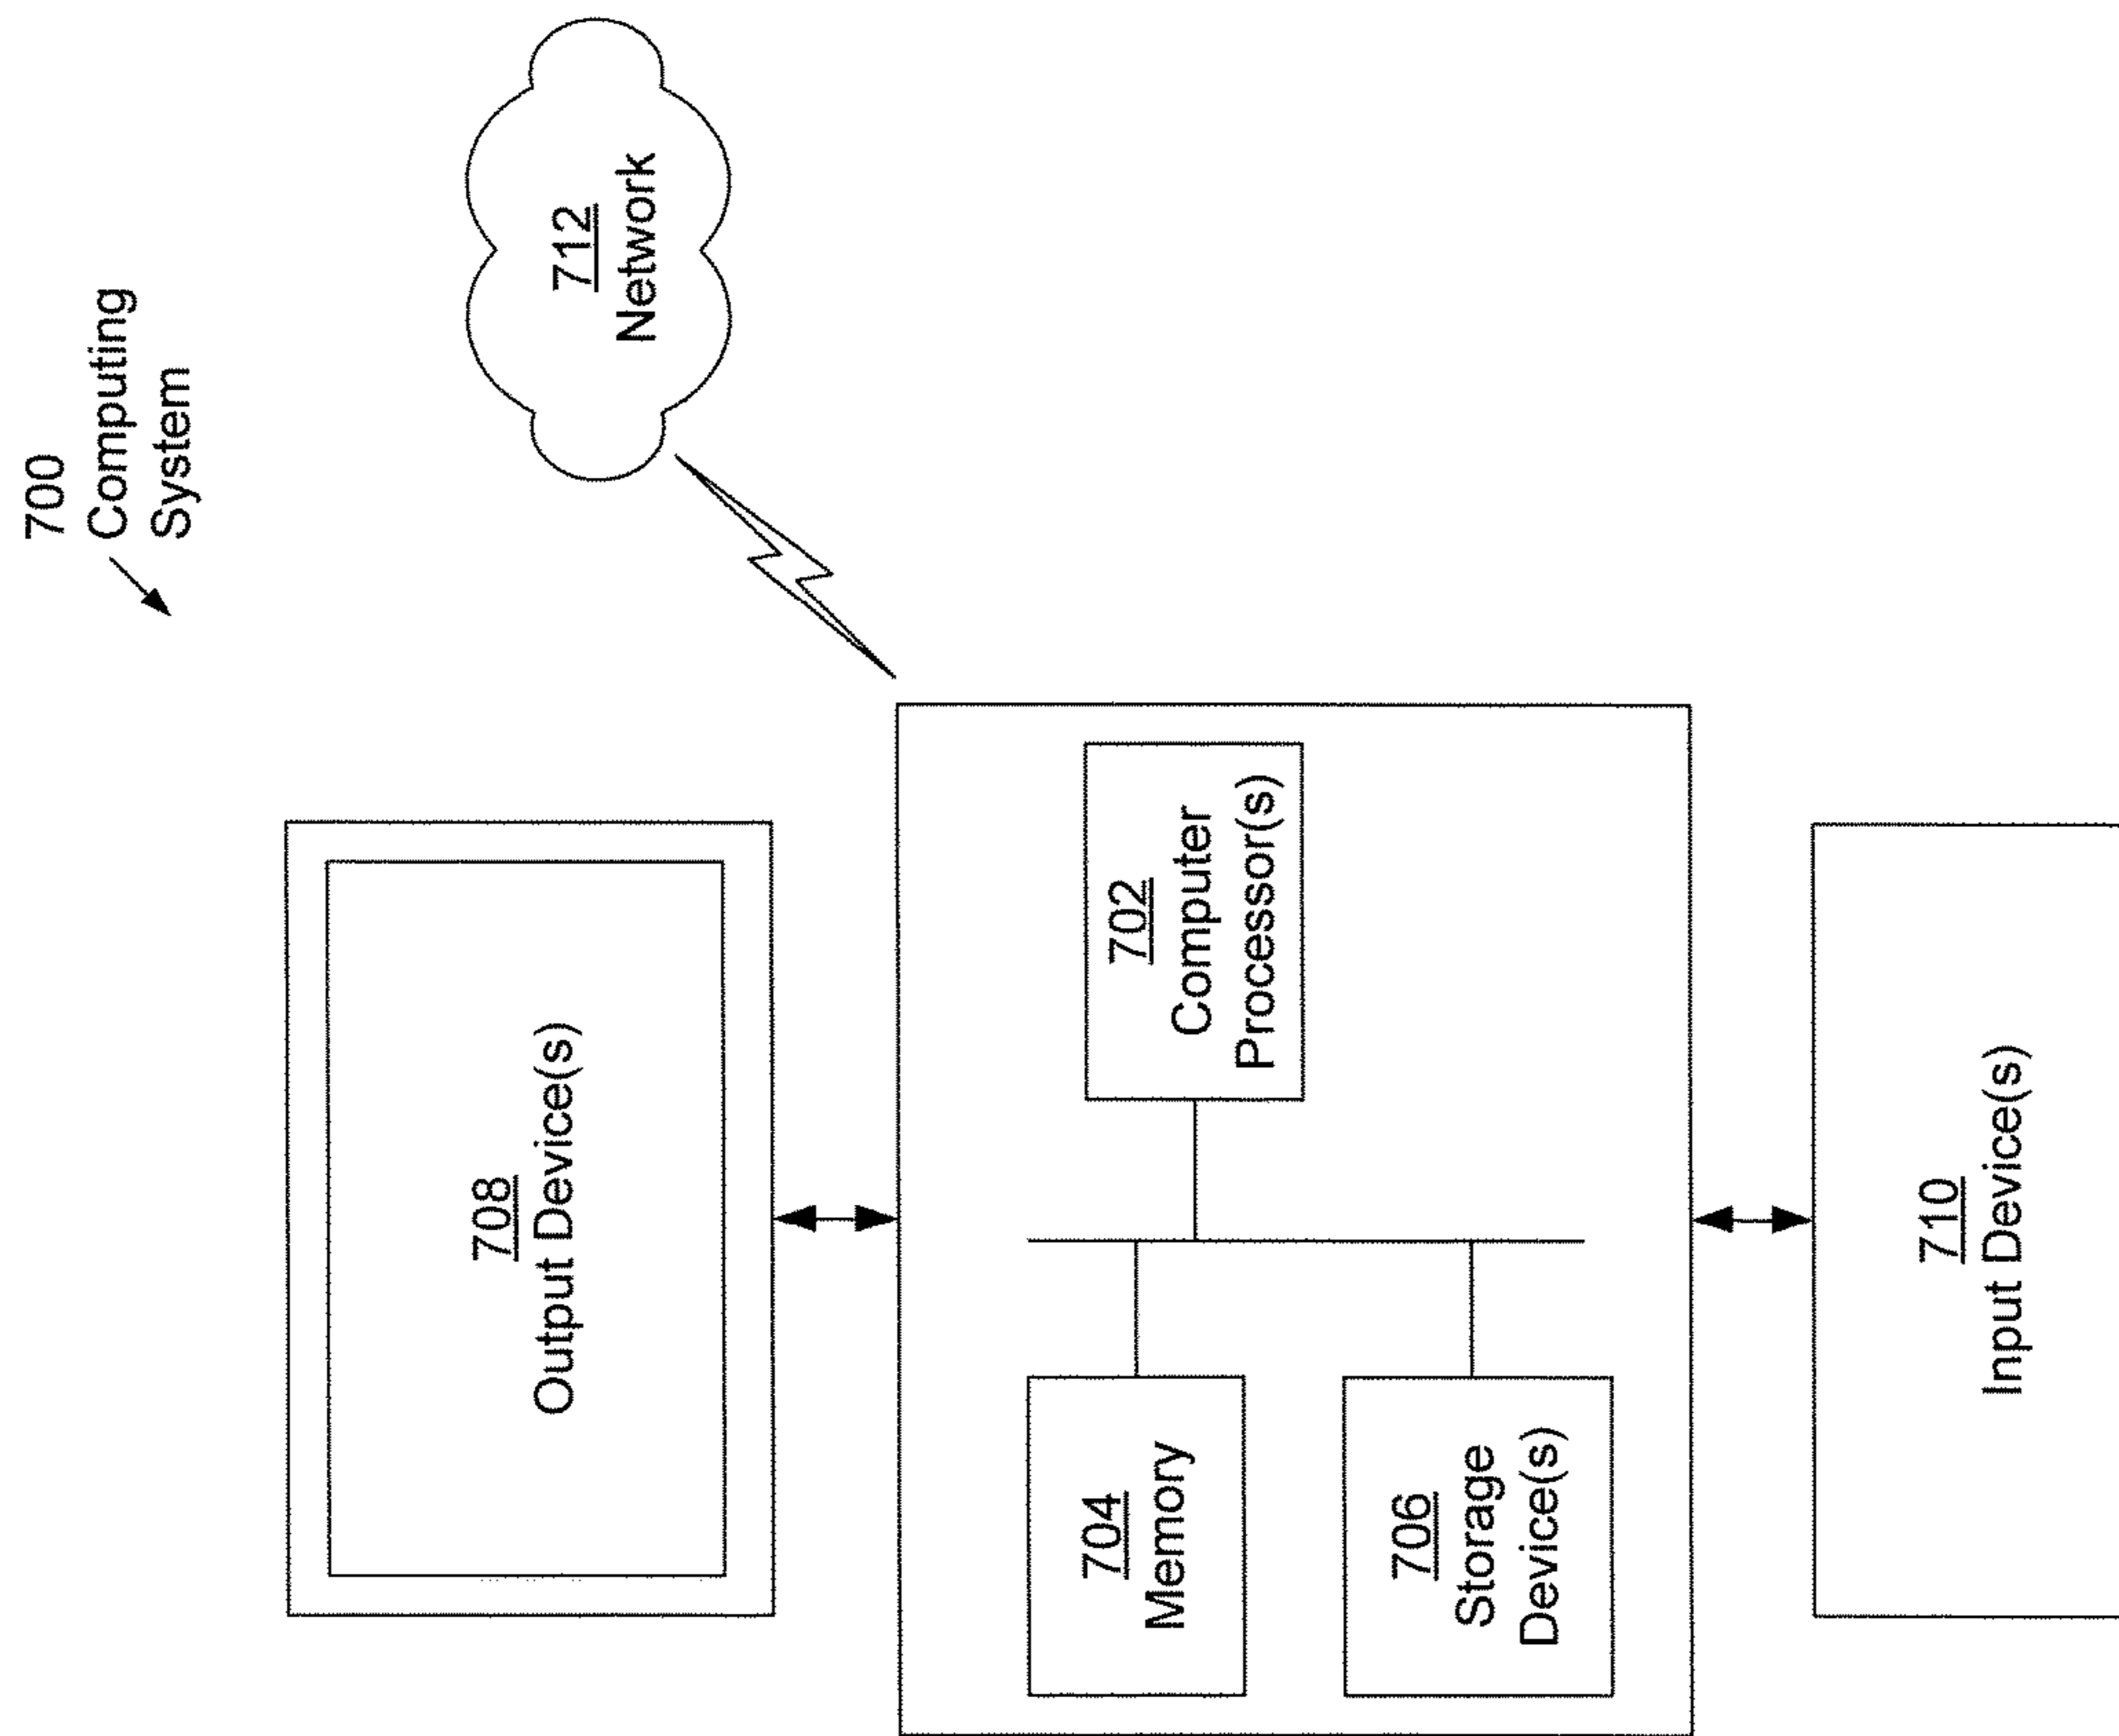 700
Computing
System
708
Output Device(s)
712
Network
704
Memory
702
Computer
Processor(s)
706
Storage
Device(s)
710
Input Device(s)